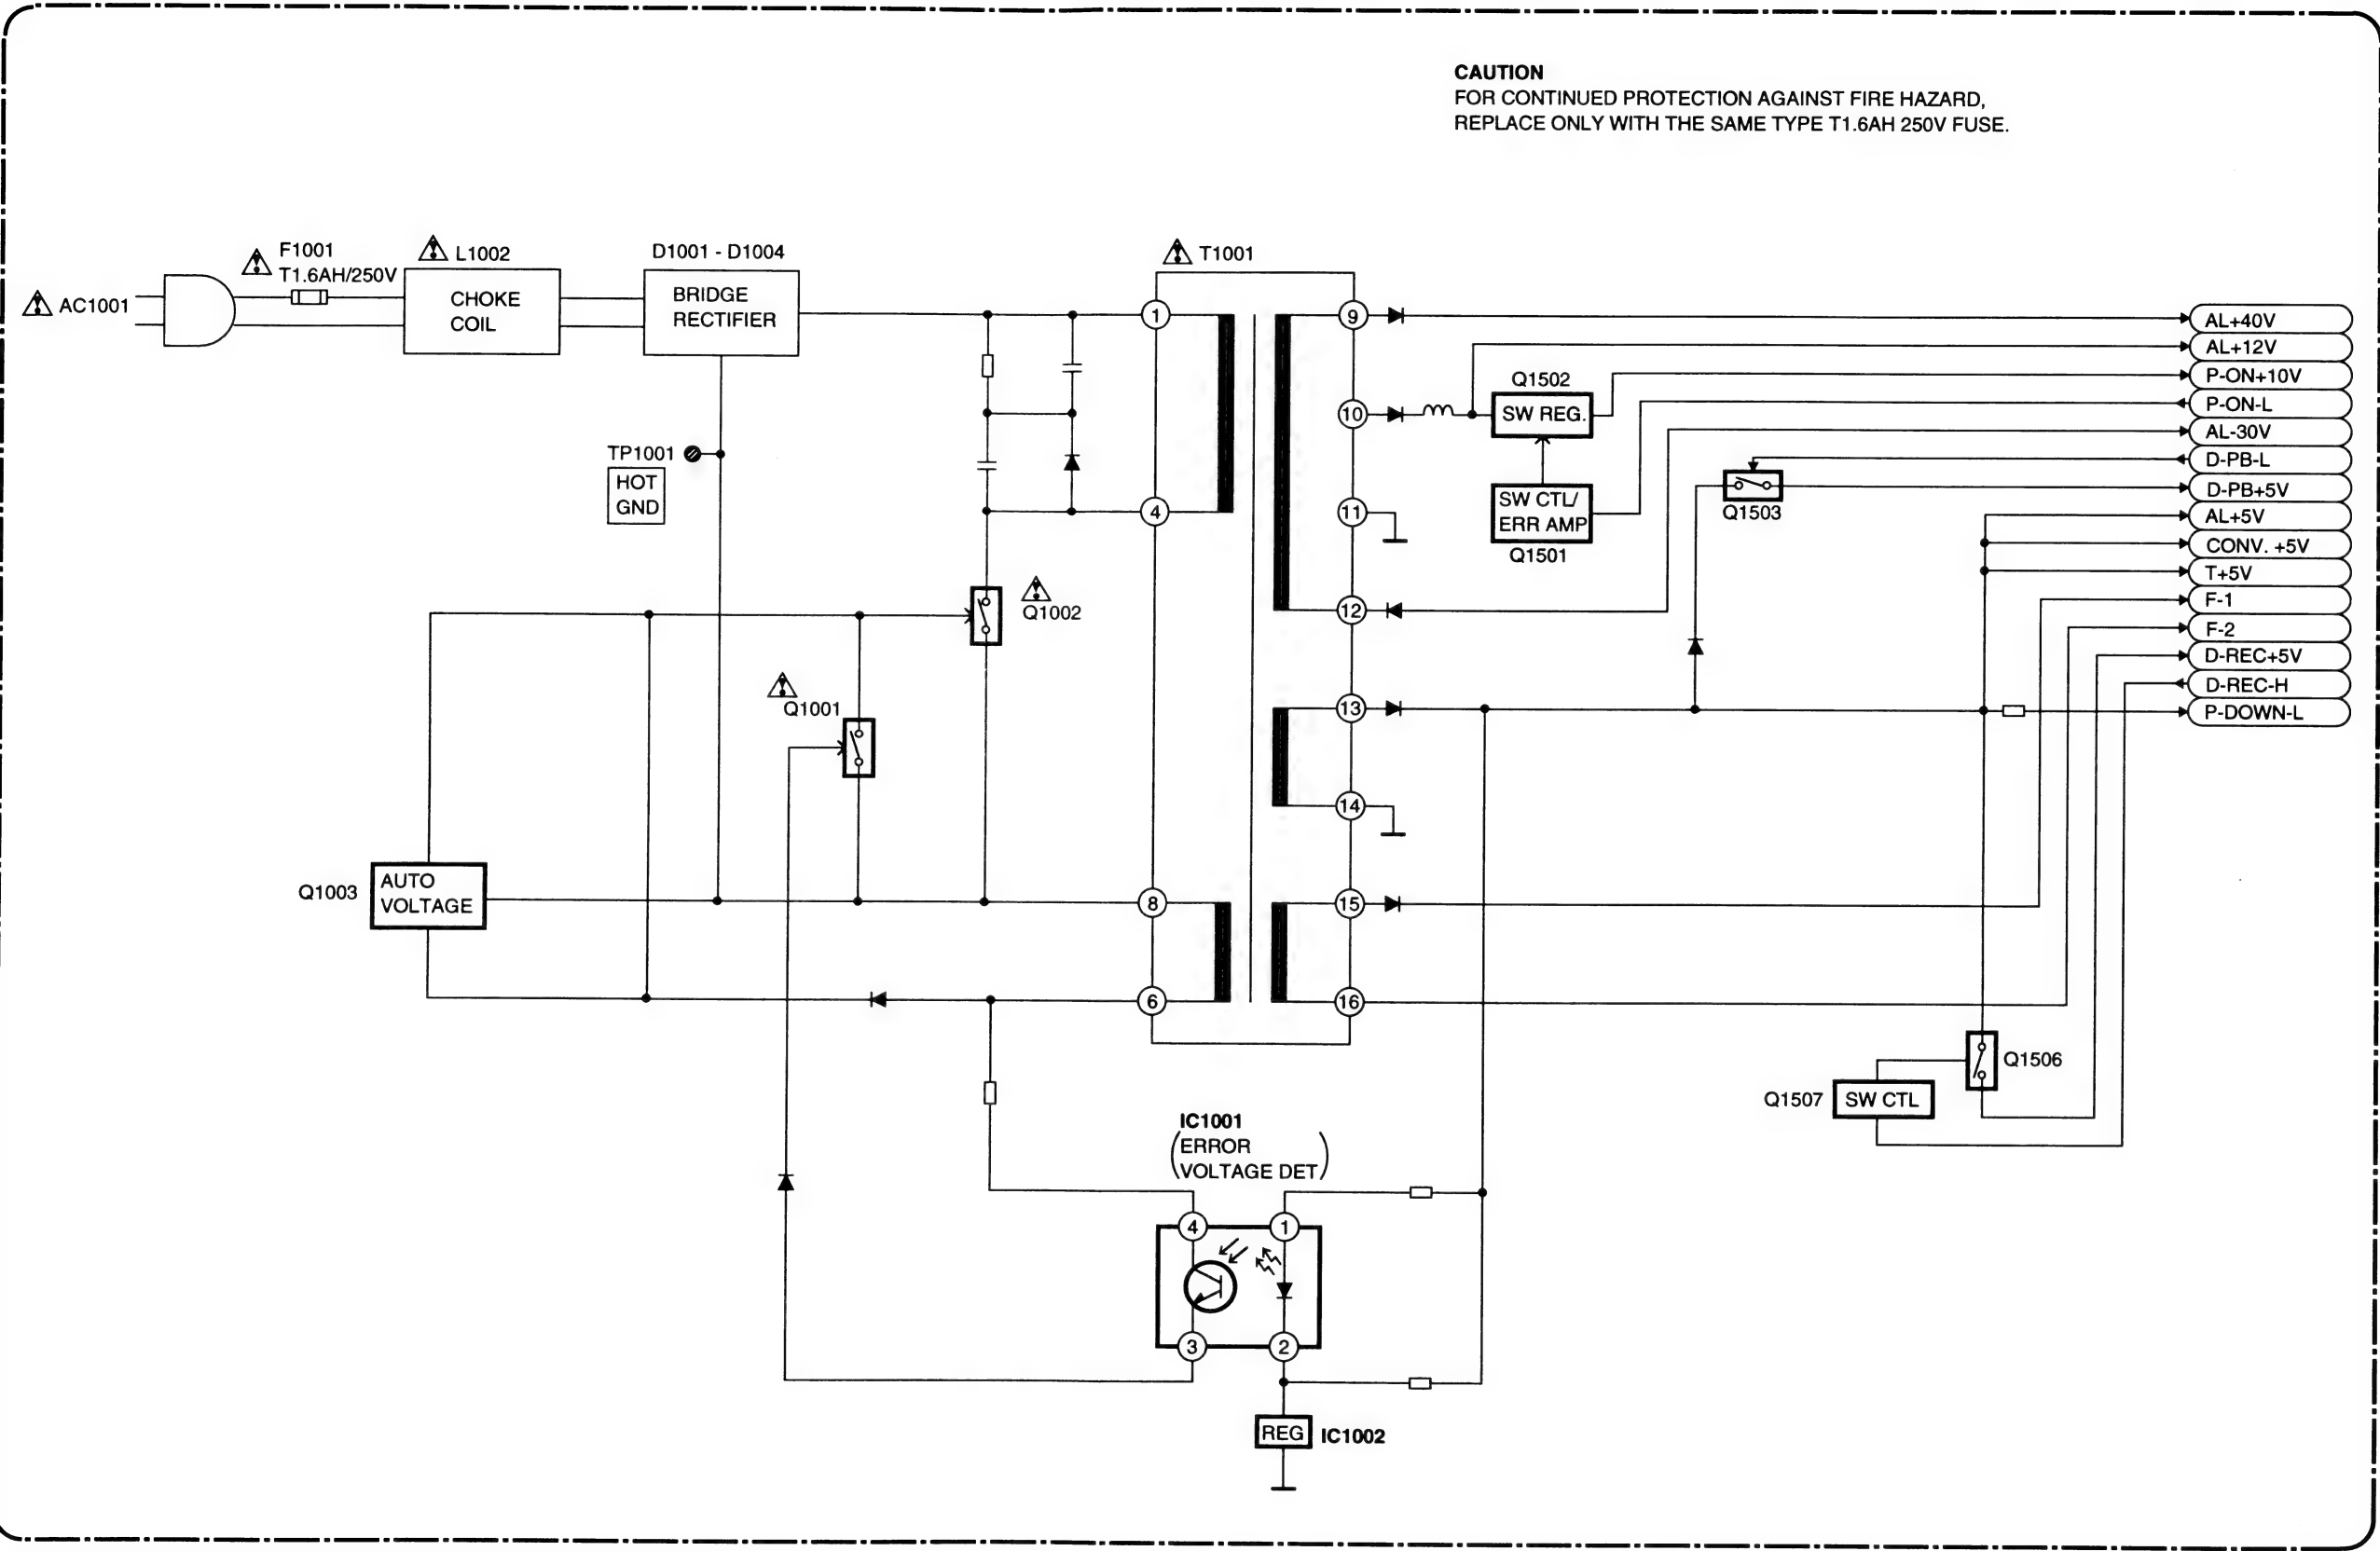 CAUTION
FOR CONTINUED PROTECTION AGAINST FIRE HAZARD,
REPLACE ONLY WITH THE SAME TYPE T1.6AH 250V FUSE.
AC1001
F1001
T1.6AH/250V
L1002
CHOKE
COIL
D1001 - D1004
BRIDGE
RECTIFIER
TP1001
HOT
GND
T1001
1
4
8
6
9
10
11
12
13
14
15
16
Q1002
Q1001
Q1003
AUTO
VOLTAGE
Q1502
SW REG.
SW CTL/
ERR AMP
Q1501
Q1503
AL+40V
AL+12V
P-ON+10V
P-ON-L
AL-30V
D-PB-L
D-PB+5V
AL+5V
CONV. +5V
T+5V
F-1
F-2
D-REC+5V
D-REC-H
P-DOWN-L
Q1506
Q1507
SW CTL
IC1001
(ERROR
VOLTAGE DET)
4
1
3
2
REG
IC1002